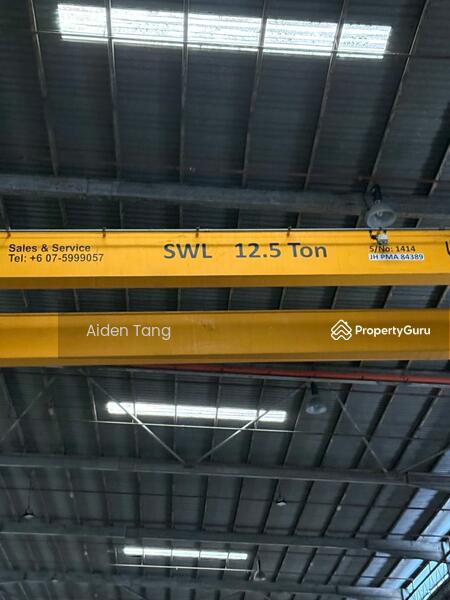 Sales & Service
Tel: +6 07-5999057
SWL 12.5 Ton
S/No: 1414
JH PMA 84389
Aiden Tang
PropertyGuru